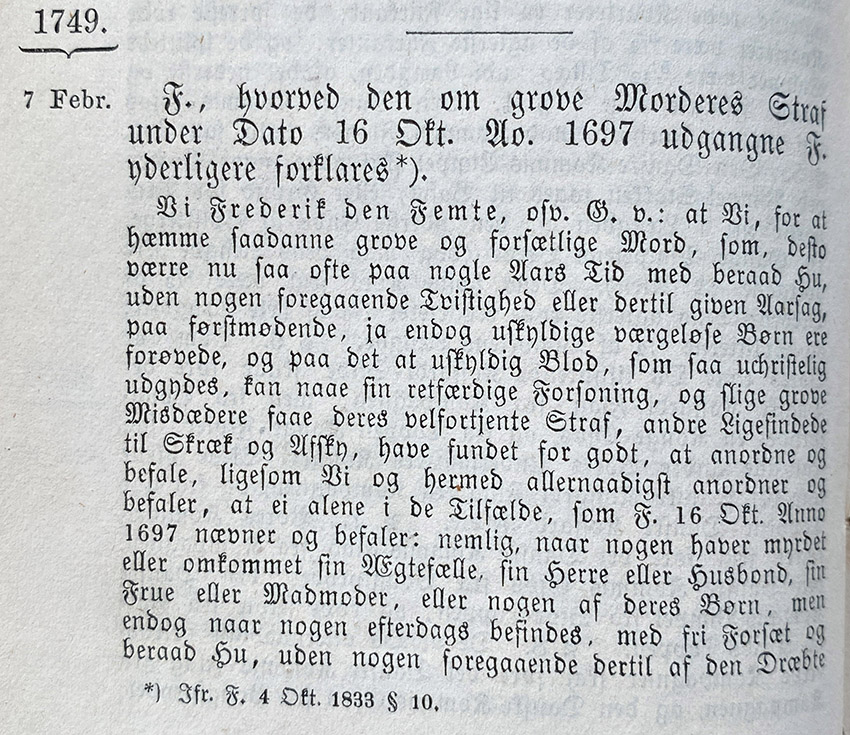 1749.
7 Febr.
F., hvorved den om grove Morderes Straf
under Dato 16 Okt. Ao. 1697 udgangne F.
yderligere forklares*).
Vi Frederik den Femte, osv. G. v.: at Vi, for at
hæmme saadanne grove og forsætlige Mord, som, desto
værre nu saa ofte paa nogle Aars Tid med beraad Hu,
uden nogen foregaaende Tvistighed eller dertil given Aarsag,
paa førstmødende, ja endog uskyldige værgeløse Børn ere
forøvede, og paa det at uskyldig Blod, som saa uchristelig
udgydes, kan naae sin retfærdige Forsoning, og slige grove
Misdædere faae deres velfortjente Straf, andre Ligesindede
til Skræk og Afsky, have fundet for godt, at anordne og
befale, ligesom Vi og hermed allernaadigst anordner og
befaler, at ei alene i de Tilfælde, som F. 16 Okt. Anno
1697 nævner og befaler: nemlig, naar nogen haver myrdet
eller omkommet sin Ægtefælle, sin Herre eller Husbond, sin
Frue eller Madmoder, eller nogen af deres Børn, men
endog naar nogen efterdags befindes, med fri Forsæt og
beraad Hu, uden nogen foregaaende dertil af den Dræbte
*) Jfr. F. 4 Okt. 1833 § 10.